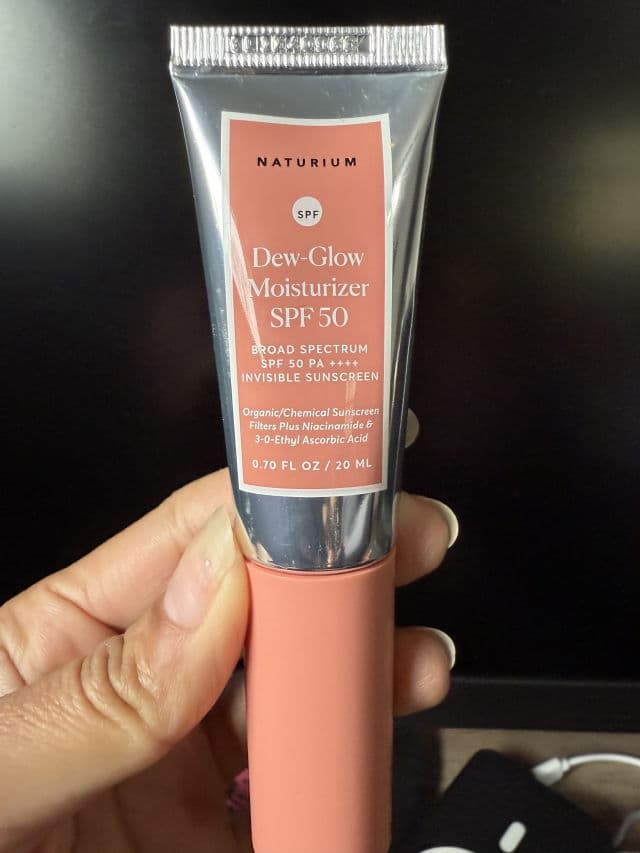 NATURIUM
SPF
Dew-Glow
Moisturizer
SPF 50
BROAD SPECTRUM
SPF 50 PA ++++
INVISIBLE SUNSCREEN
Organic/Chemical Sunscreen
Filters Plus Niacinamide &
3-O-Ethyl Ascorbic Acid
0.70 FL OZ / 20 ML